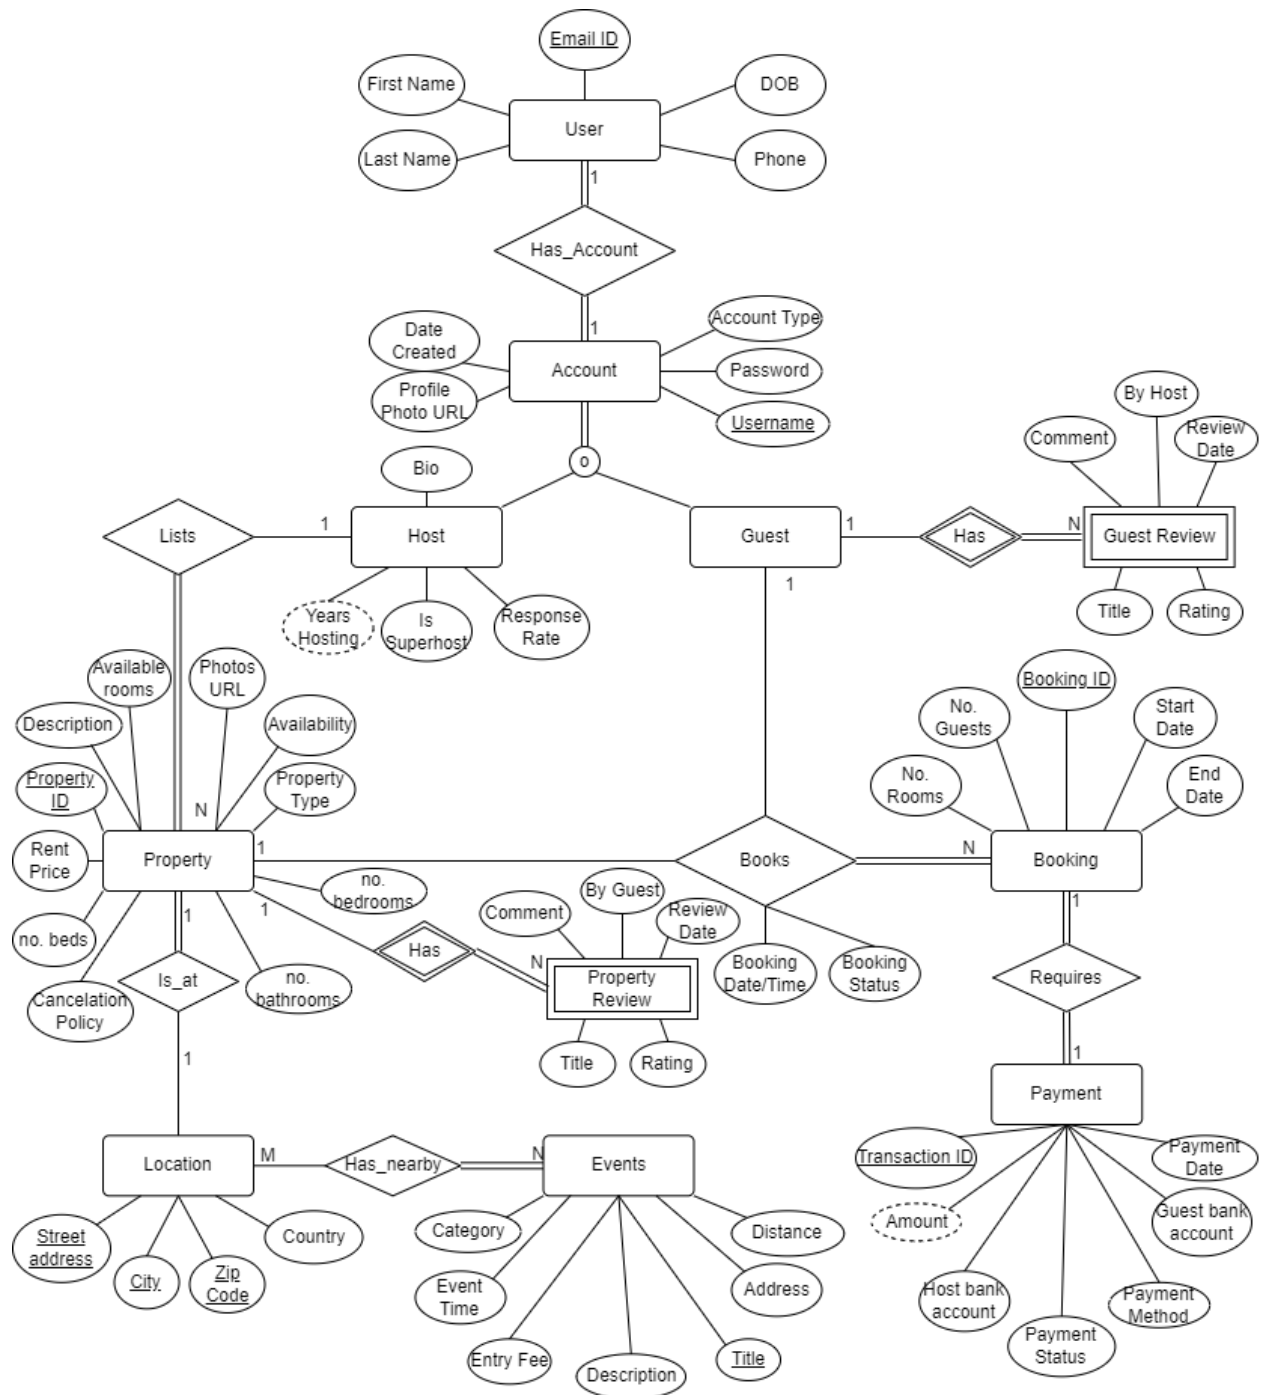 Email ID
First Name
DOB
User
Last Name
Phone
1
Has_Account
1
Date
Created
Account Type
Account
Password
Profile
Photo URL
Username
By Host
Comment
Review
Date
o
Bio
Lists
1
Host
Guest
1
Has
N
Guest Review
1
Years
Hosting
Is
Superhost
Response
Rate
Title
Rating
Available
rooms
Photos
URL
Description
Availability
Property
ID
Property
Type
Booking ID
No.
Guests
Start
Date
No.
Rooms
End
Date
N
Rent
Price
Property
1
Books
N
Booking
no.
bedrooms
1
By Guest
Comment
Review
Date
1
1
no. beds
Is_at
Has
N
Property
Review
Cancelation
Policy
no.
bathrooms
Booking
Date/Time
Booking
Status
Requires
1
1
Title
Rating
Payment
Location
M
Has_nearby
N
Events
Transaction ID
Payment
Date
Street
address
City
Zip
Code
Country
Category
Distance
Amount
Guest bank
account
Event
Time
Address
Host bank
account
Payment
Method
Entry Fee
Description
Title
Payment
Status